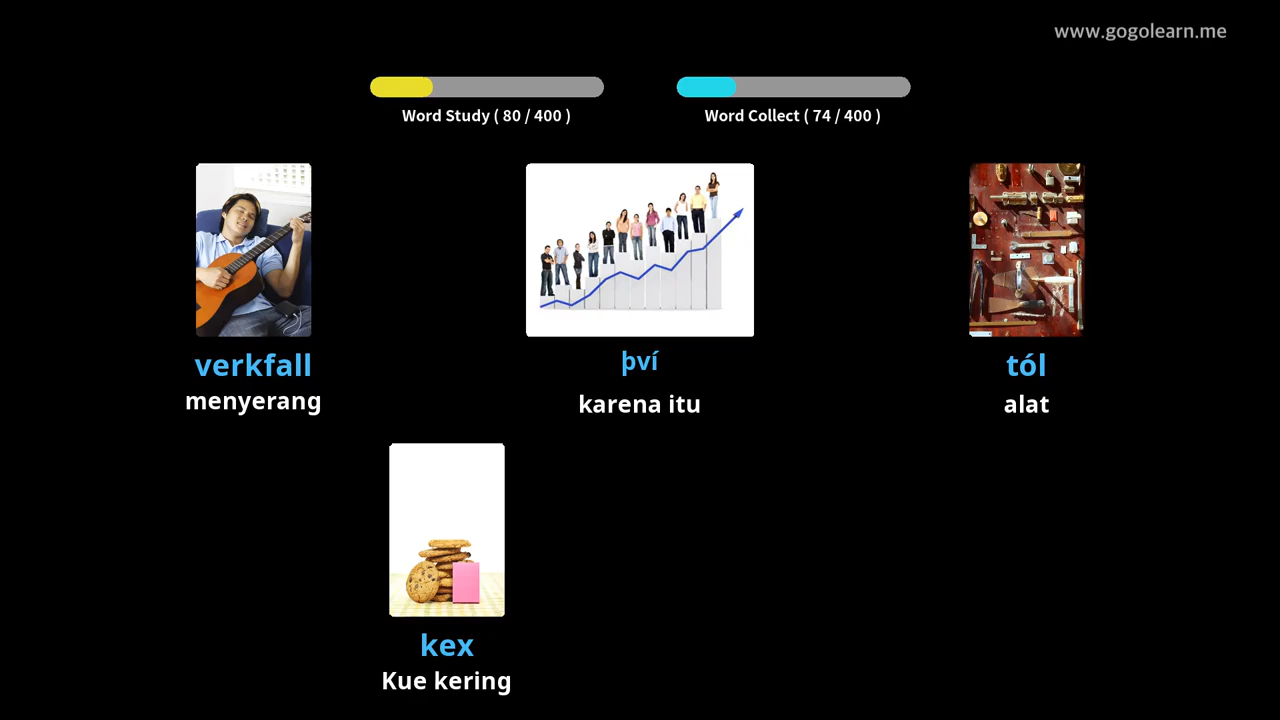 www.gogolearn.me
Word Study ( 80 / 400 )
Word Collect ( 74 / 400 )
verkfall
menyerang
því
karena itu
tól
alat
kex
Kue kering